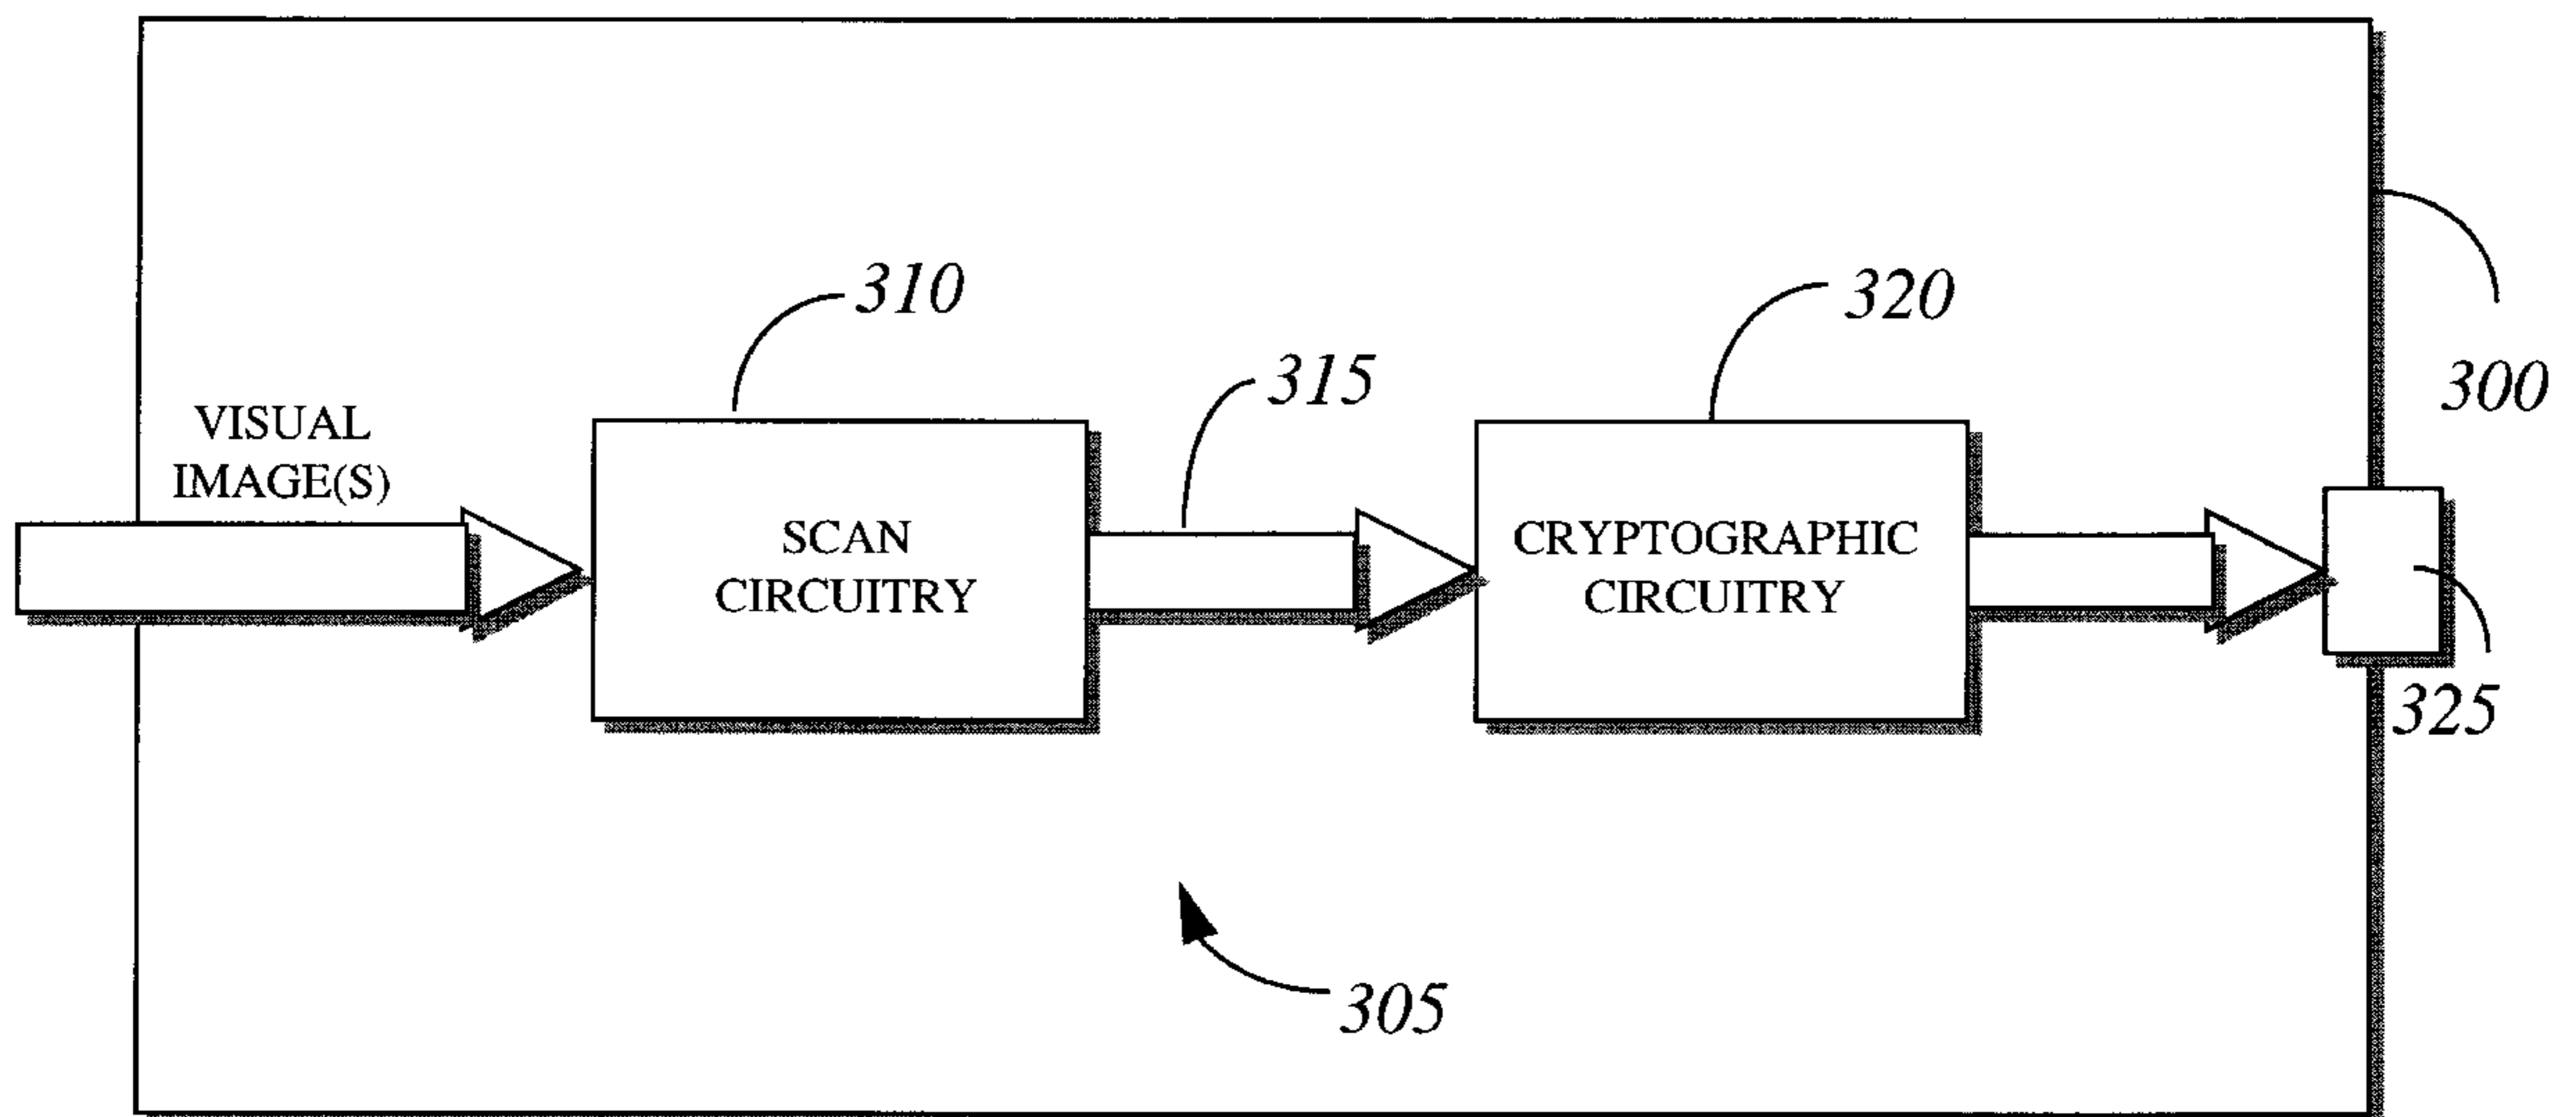 310
320
315
300
VISUAL
IMAGE(S)
SCAN
CIRCUITRY
CRYPTOGRAPHIC
CIRCUITRY
325
305